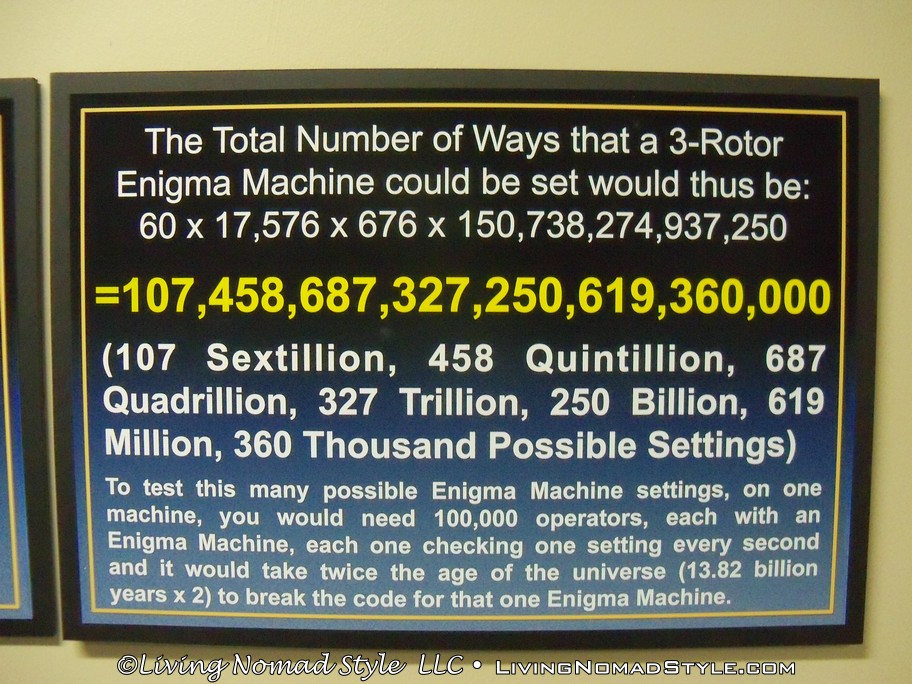 The Total Number of Ways that a 3-Rotor
Enigma Machine could be set would thus be:
60 x 17,576 x 676 x 150,738,274,937,250
=107,458,687,327,250,619,360,000
(107 Sextillion, 458 Quintillion, 687
Quadrillion, 327 Trillion, 250 Billion, 619
Million, 360 Thousand Possible Settings)
To test this many possible Enigma Machine settings, on one
machine, you would need 100,000 operators, each with an
Enigma Machine, each one checking one setting every second
and it would take twice the age of the universe (13.82 billion
years x 2) to break the code for that one Enigma Machine.
©Living Nomad Style LLC • LivingNomadStyle.com